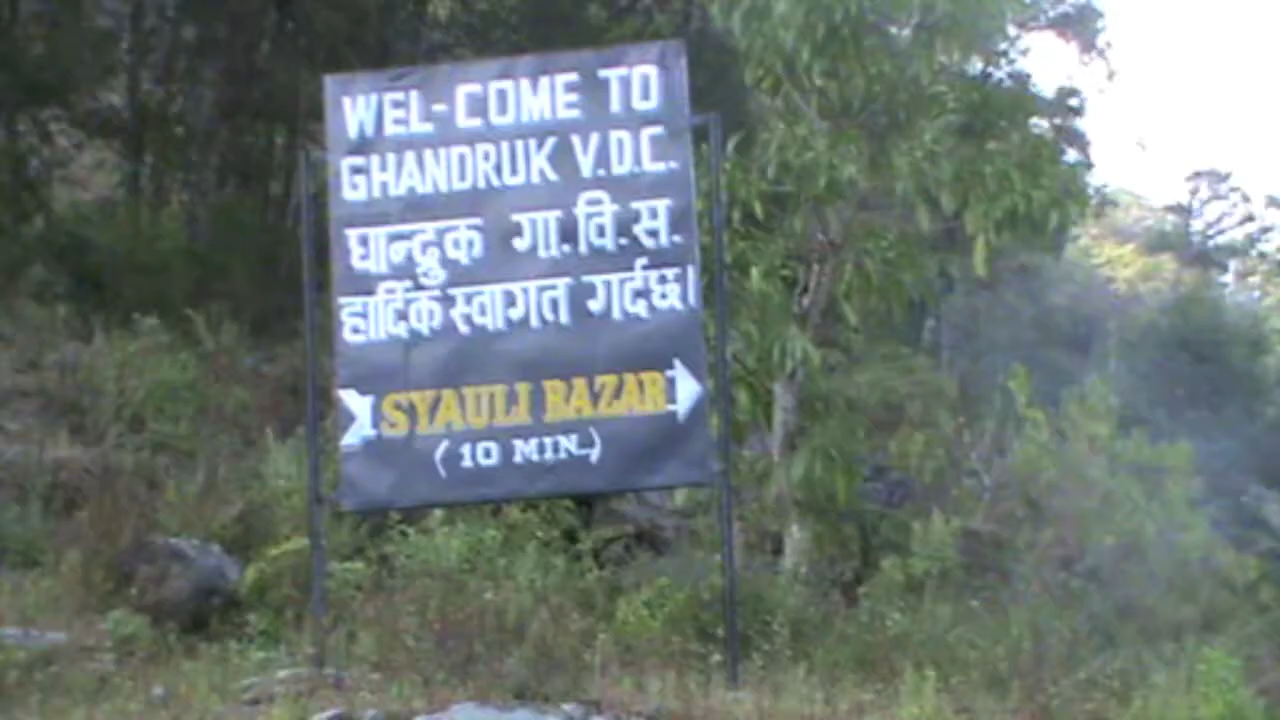 WEL-COME TO
GHANDRUK V.D.C.
घान्द्रुक गा.वि.स.
हार्दिक स्वागत गर्दछ।
SYAULI BAZAR
(10 MIN.)